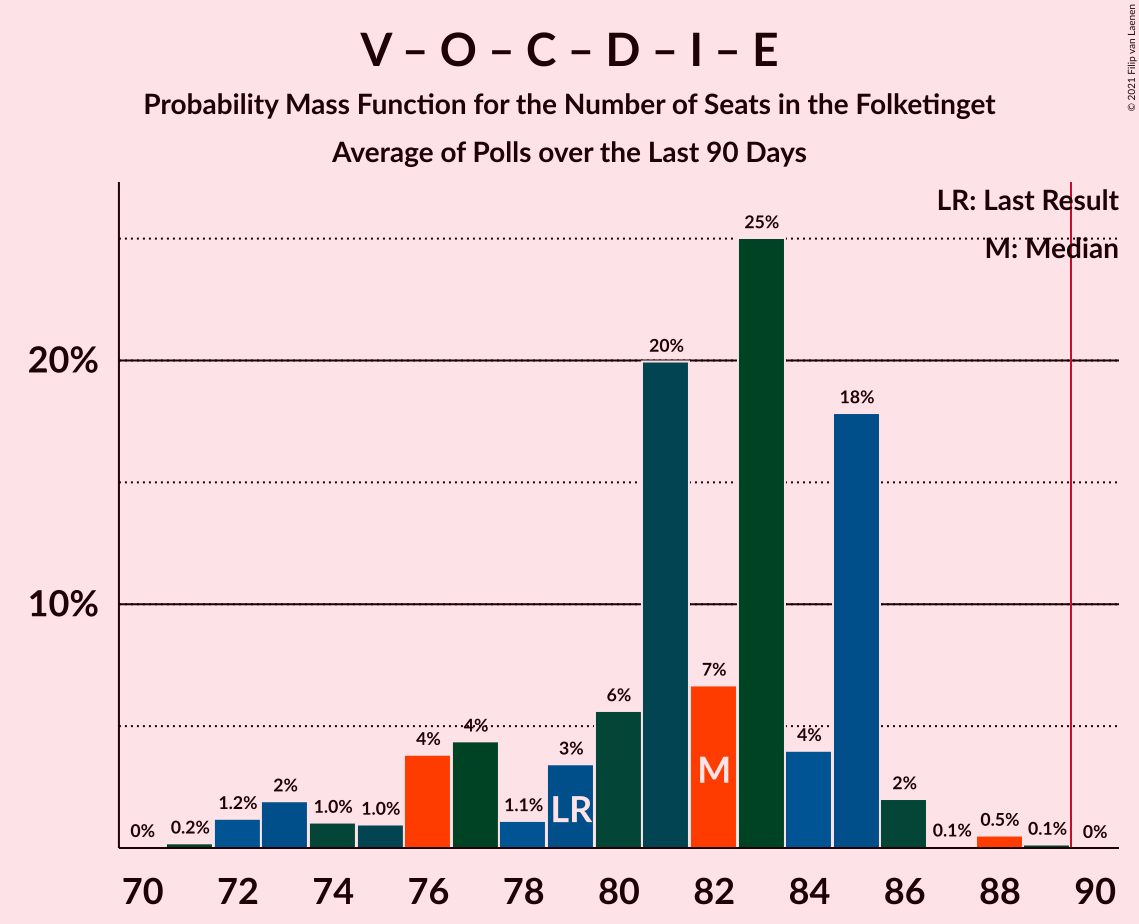 V – O – C – D – I – E
Probability Mass Function for the Number of Seats in the Folketinget
Average of Polls over the Last 90 Days
© 2021 Filip van Laenen
LR: Last Result
M: Median
25%
20%
20%
18%
10%
7%
6%
4%
4%
4%
3%
M
2%
1.2%
1.0%
1.0%
1.1%
LR
2%
0%
0.2%
0.1%
0.5%
0.1%
0%
70 72 74 76 78 80 82 84 86 88 90